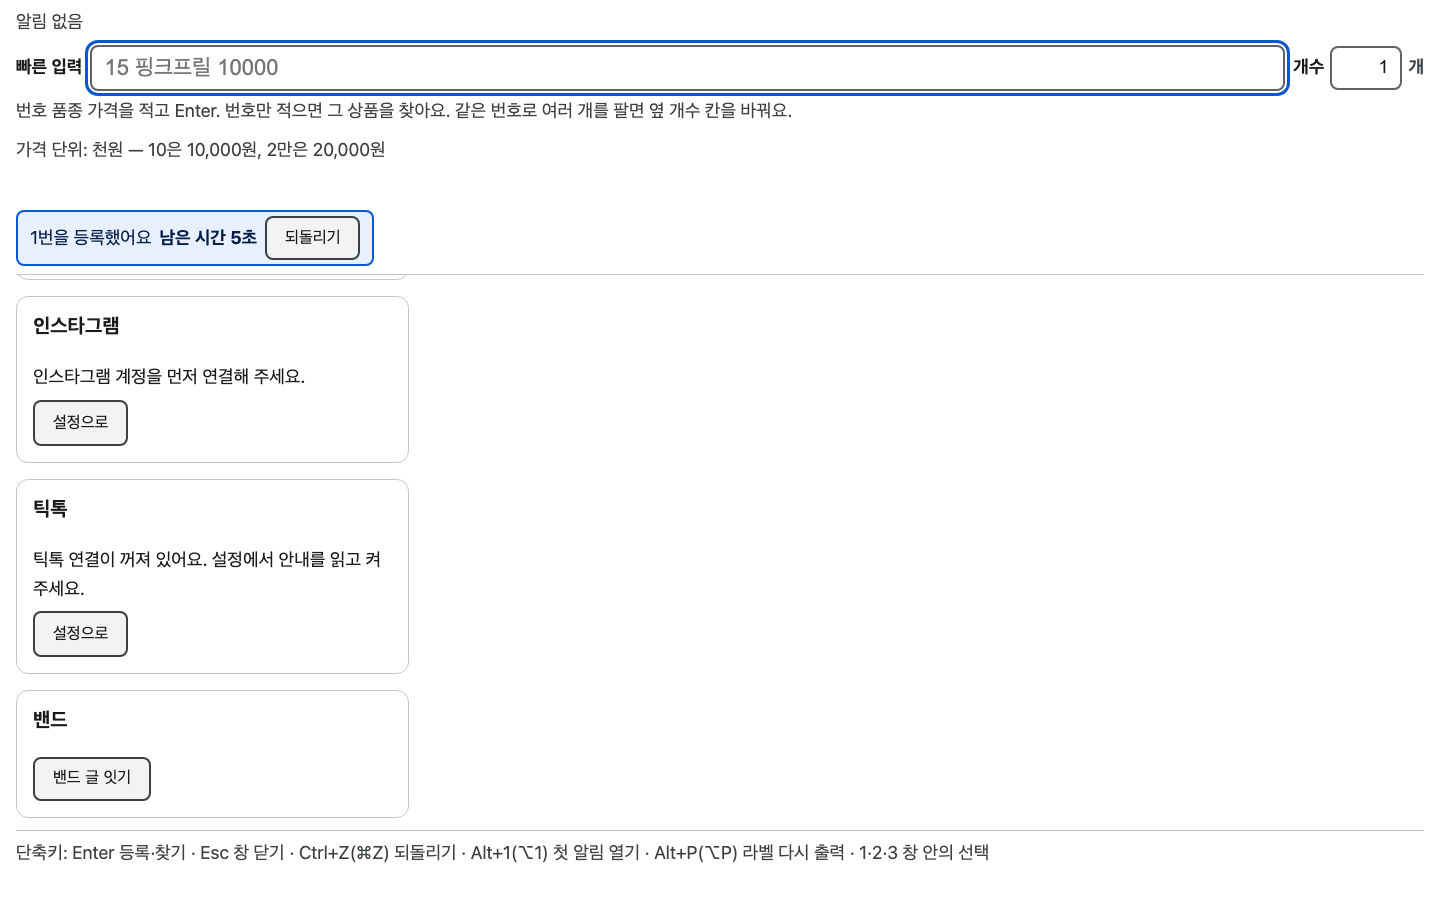 알림 없음
빠른 입력 15 핑크프릴 10000 개수 1 개
번호 품종 가격을 적고 Enter. 번호만 적으면 그 상품을 찾아요. 같은 번호로 여러 개를 팔면 옆 개수 칸을 바꿔요.
가격 단위: 천원 — 10은 10,000원, 2만은 20,000원
1번을 등록했어요 남은 시간 5초 되돌리기
인스타그램
인스타그램 계정을 먼저 연결해 주세요.
설정으로
틱톡
틱톡 연결이 꺼져 있어요. 설정에서 안내를 읽고 켜
주세요.
설정으로
밴드
밴드 글 잇기
단축키: Enter 등록·찾기 · Esc 창 닫기 · Ctrl+Z(⌘Z) 되돌리기 · Alt+1(⌥1) 첫 알림 열기 · Alt+P(⌥P) 라벨 다시 출력 · 1·2·3 창 안의 선택